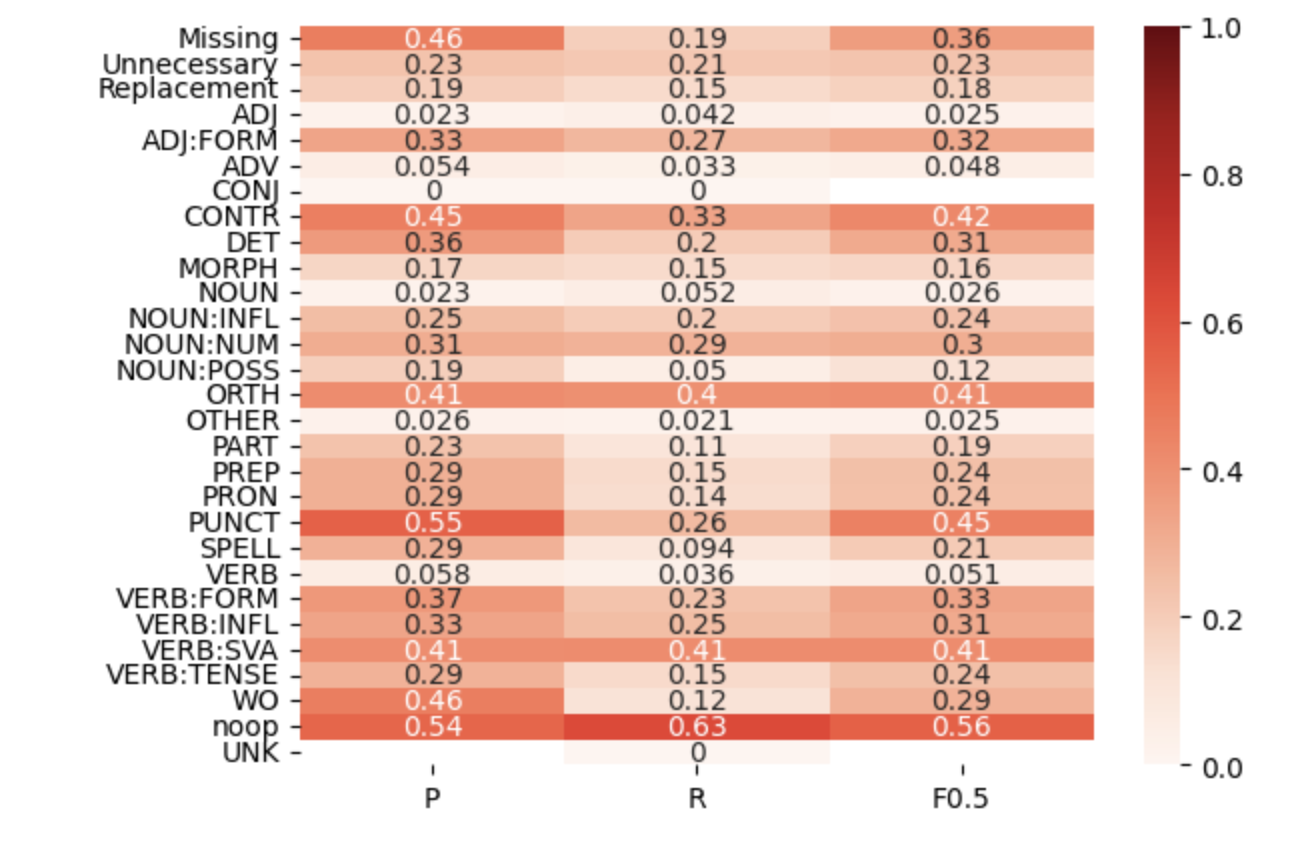 Missing 0.46 0.19 0.36 1.0
Unnecessary 0.23 0.21 0.23
Replacement 0.19 0.15 0.18
ADJ 0.023 0.042 0.025
ADJ:FORM 0.33 0.27 0.32
ADV 0.054 0.033 0.048 0.8
CONJ 0 0
CONTR 0.45 0.33 0.42
DET 0.36 0.2 0.31
MORPH 0.17 0.15 0.16
NOUN 0.023 0.052 0.026
NOUN:INFL 0.25 0.2 0.24 0.6
NOUN:NUM 0.31 0.29 0.3
NOUN:POSS 0.19 0.05 0.12
ORTH 0.41 0.4 0.41
OTHER 0.026 0.021 0.025
PART 0.23 0.11 0.19
PREP 0.29 0.15 0.24 0.4
PRON 0.29 0.14 0.24
PUNCT 0.55 0.26 0.45
SPELL 0.29 0.094 0.21
VERB 0.058 0.036 0.051
VERB:FORM 0.37 0.23 0.33
VERB:INFL 0.33 0.25 0.31 0.2
VERB:SVA 0.41 0.41 0.41
VERB:TENSE 0.29 0.15 0.24
WO 0.46 0.12 0.29
noop 0.54 0.63 0.56
UNK 0 0.0
P R F0.5